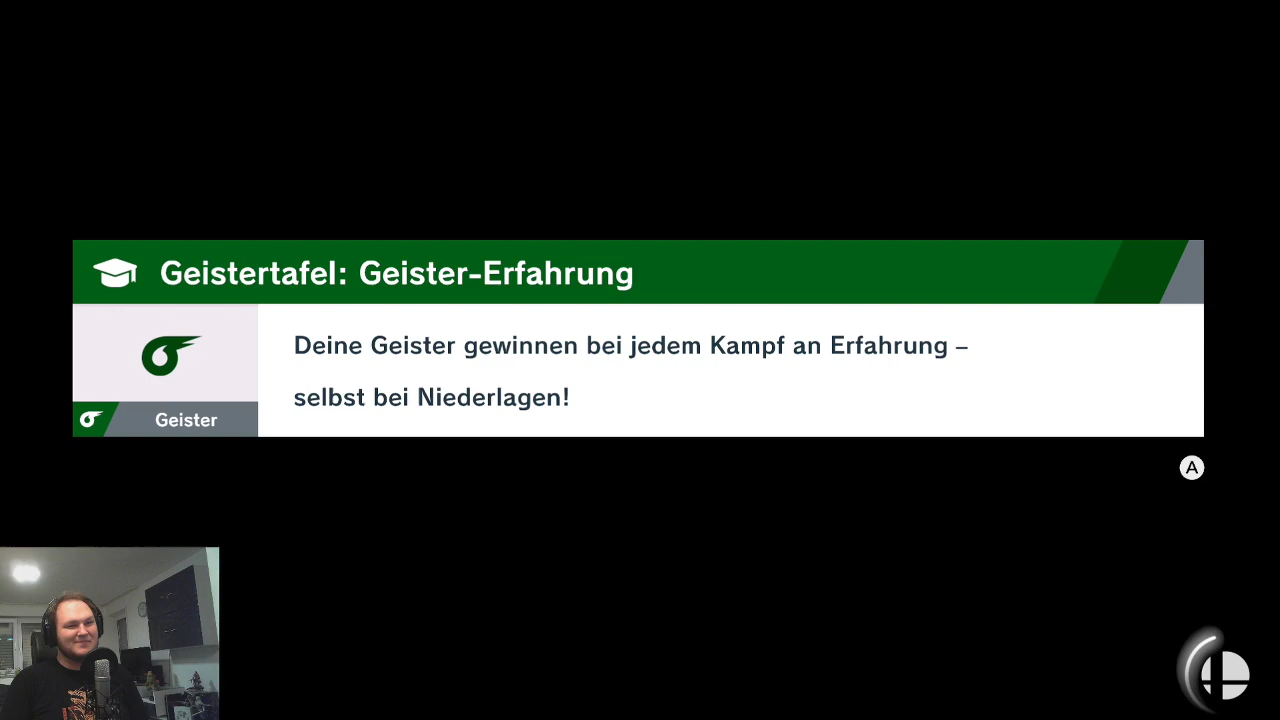 Geistertafel: Geister-Erfahrung
Deine Geister gewinnen bei jedem Kampf an Erfahrung –
selbst bei Niederlagen!
Geister
A